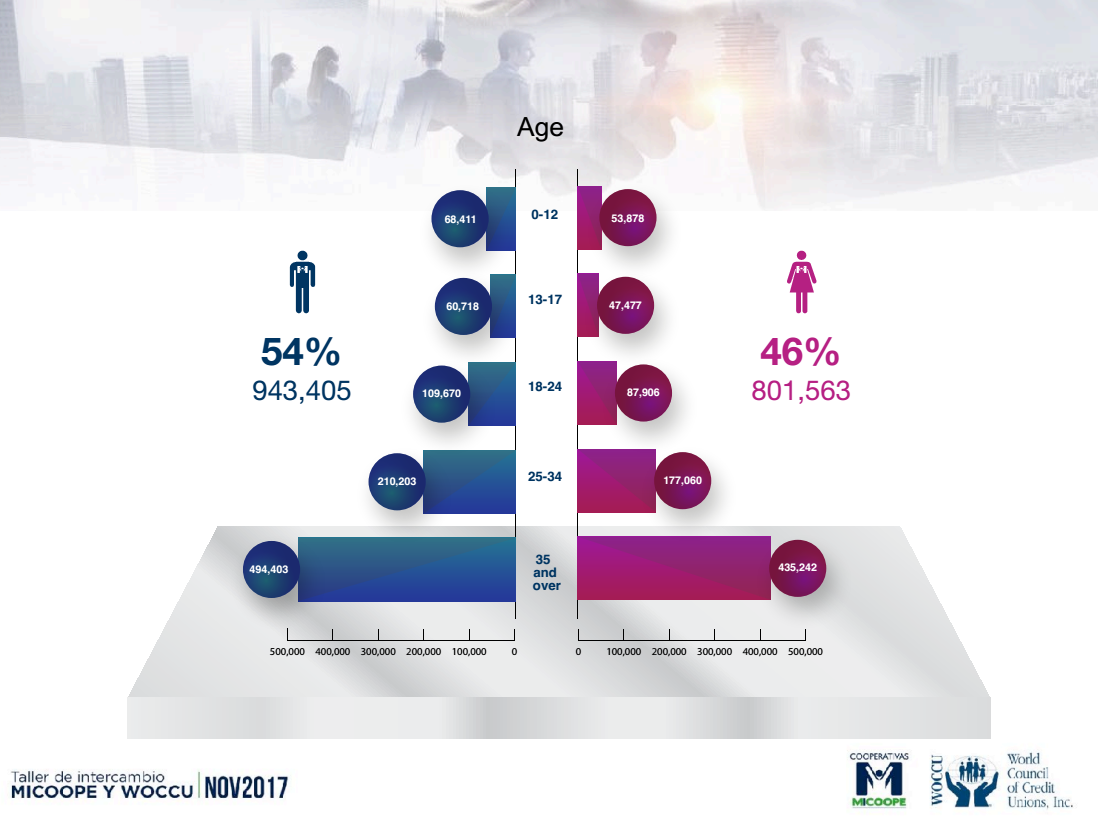 Age
68,411
0-12
53,878
60,718
13-17
47,477
54%
943,405
46%
801,563
109,670
18-24
87,906
210,203
25-34
177,060
494,403
35
and
over
435,242
500,000 400,000 300,000 200,000 100,000 0
0 100,000 200,000 300,000 400,000 500,000
Taller de intercambio
MICOOPE Y WOCCU
NOV2017
COOPERATIVAS
MICOOPE
WOCCU
World
Council
of Credit
Unions, Inc.